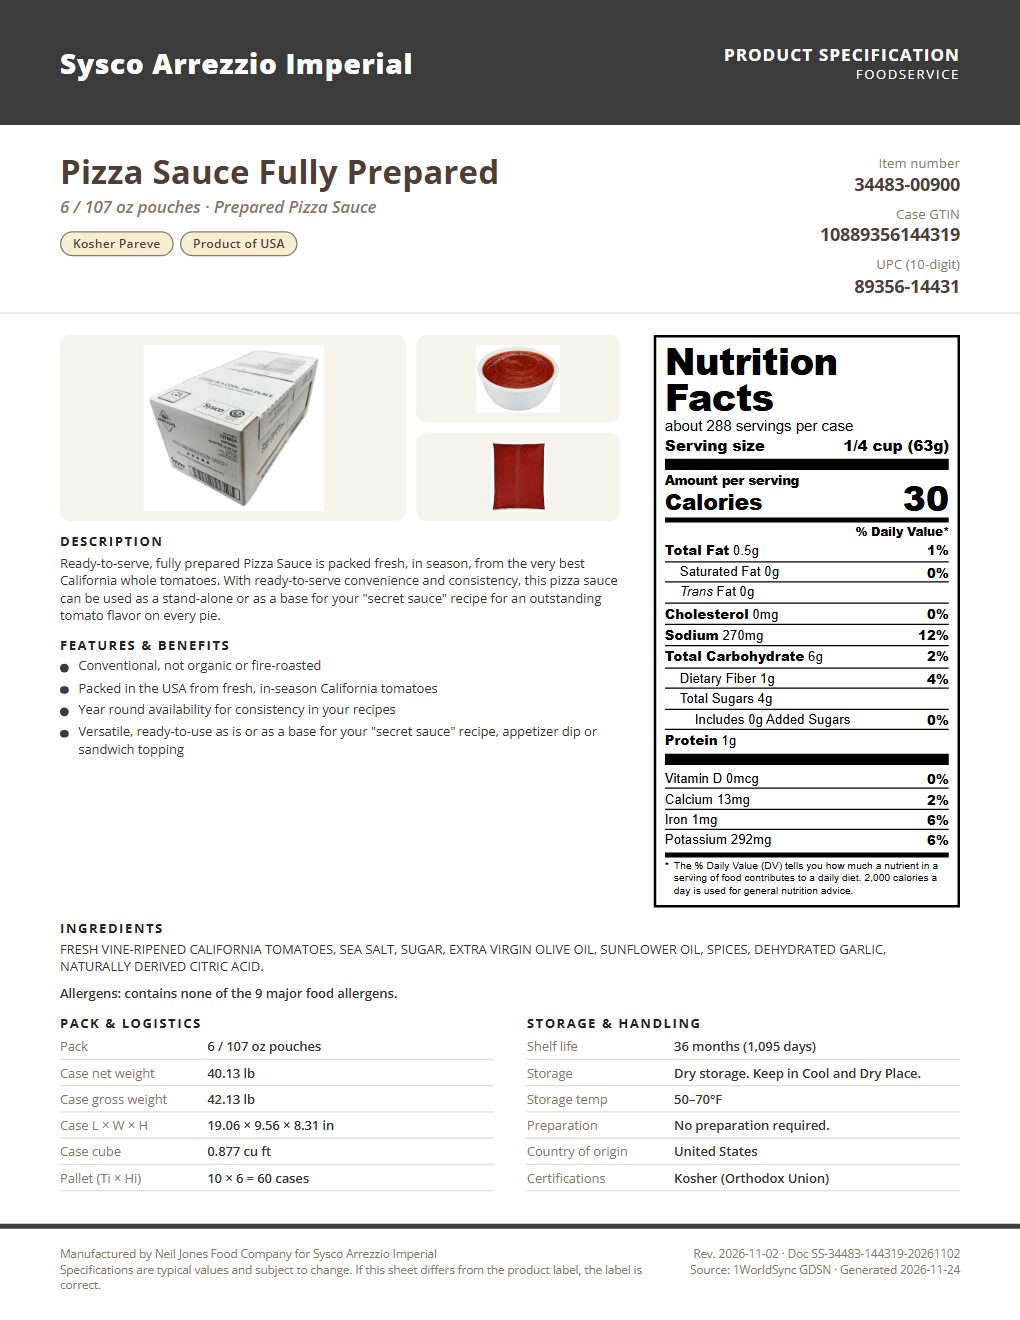 Sysco Arrezzio Imperial
PRODUCT SPECIFICATION
FOODSERVICE
Pizza Sauce Fully Prepared
6 / 107 oz pouches · Prepared Pizza Sauce
Kosher Pareve
Product of USA
Item number
34483-00900
Case GTIN
10889356144319
UPC (10-digit)
89356-14431
Sysco
DESCRIPTION
Ready-to-serve, fully prepared Pizza Sauce is packed fresh, in season, from the very best
California whole tomatoes. With ready-to-serve convenience and consistency, this pizza sauce
can be used as a stand-alone or as a base for your "secret sauce" recipe for an outstanding
tomato flavor on every pie.
FEATURES & BENEFITS
Conventional, not organic or fire-roasted
Packed in the USA from fresh, in-season California tomatoes
Year round availability for consistency in your recipes
Versatile, ready-to-use as is or as a base for your "secret sauce" recipe, appetizer dip or
sandwich topping
Nutrition
Facts
about 288 servings per case
Serving size 1/4 cup (63g)
Amount per serving
Calories 30
% Daily Value*
Total Fat 0.5g 1%
Saturated Fat 0g 0%
Trans Fat 0g
Cholesterol 0mg 0%
Sodium 270mg 12%
Total Carbohydrate 6g 2%
Dietary Fiber 1g 4%
Total Sugars 4g
Includes 0g Added Sugars 0%
Protein 1g
Vitamin D 0mcg 0%
Calcium 13mg 2%
Iron 1mg 6%
Potassium 292mg 6%
* The % Daily Value (DV) tells you how much a nutrient in a
serving of food contributes to a daily diet. 2,000 calories a
day is used for general nutrition advice.
INGREDIENTS
FRESH VINE-RIPENED CALIFORNIA TOMATOES, SEA SALT, SUGAR, EXTRA VIRGIN OLIVE OIL, SUNFLOWER OIL, SPICES, DEHYDRATED GARLIC,
NATURALLY DERIVED CITRIC ACID.
Allergens: contains none of the 9 major food allergens.
PACK & LOGISTICS
Pack 6 / 107 oz pouches
Case net weight 40.13 lb
Case gross weight 42.13 lb
Case L × W × H 19.06 × 9.56 × 8.31 in
Case cube 0.877 cu ft
Pallet (Ti × Hi) 10 × 6 = 60 cases
STORAGE & HANDLING
Shelf life 36 months (1,095 days)
Storage Dry storage. Keep in Cool and Dry Place.
Storage temp 50–70°F
Preparation No preparation required.
Country of origin United States
Certifications Kosher (Orthodox Union)
Manufactured by Neil Jones Food Company for Sysco Arrezzio Imperial
Specifications are typical values and subject to change. If this sheet differs from the product label, the label is
correct.
Rev. 2026-11-02 · Doc SS-34483-144319-20261102
Source: 1WorldSync GDSN · Generated 2026-11-24